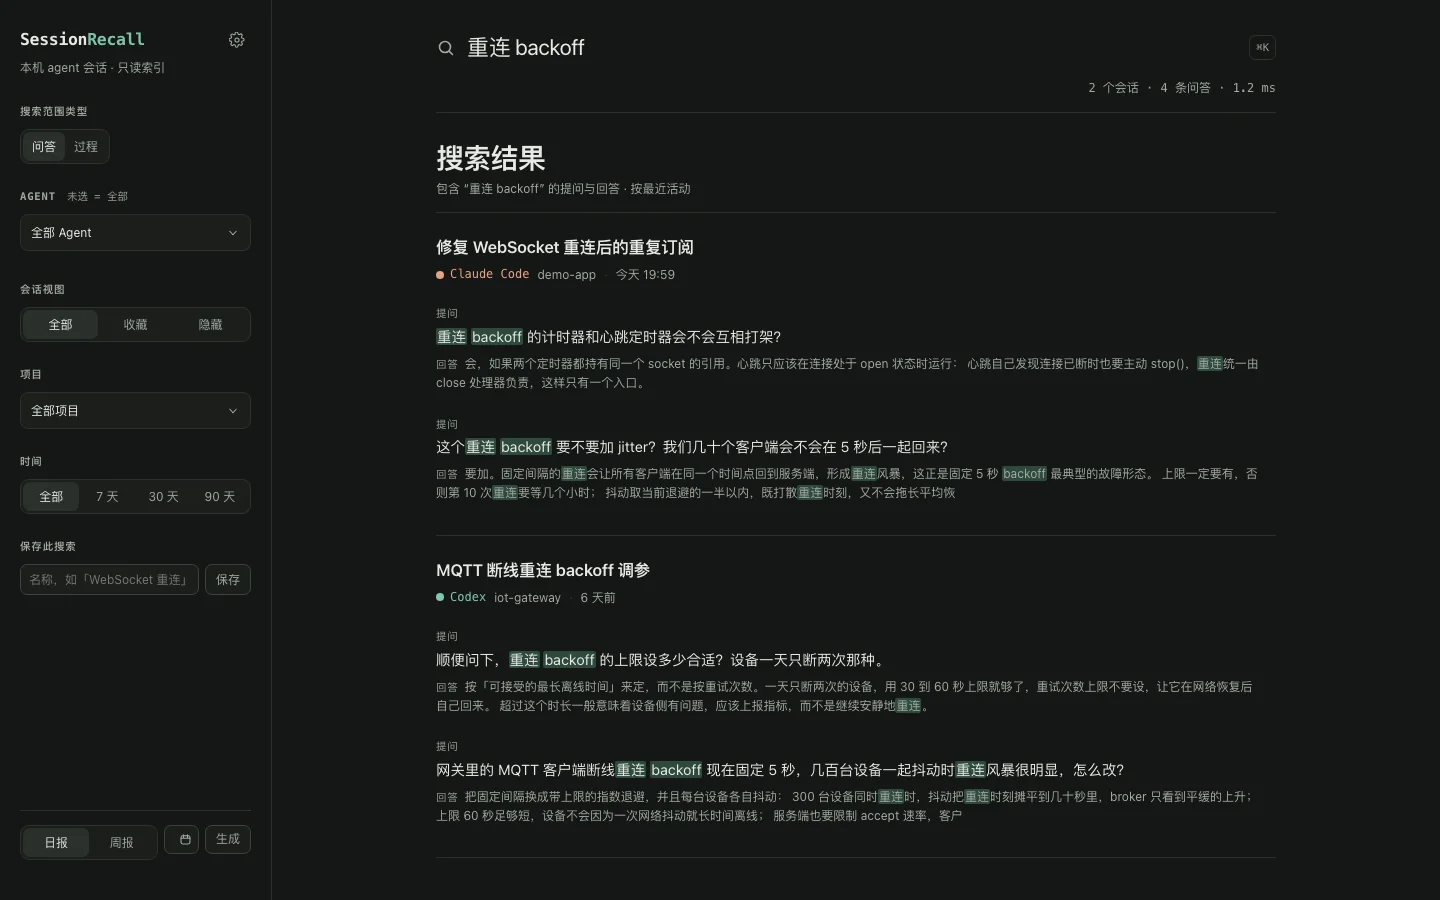 SessionRecall
本机 agent 会话 · 只读索引
搜索范围类型
问答 过程
AGENT 未选 = 全部
全部 Agent
会话视图
全部 收藏 隐藏
项目
全部项目
时间
全部 7 天 30 天 90 天
保存此搜索
名称，如「WebSocket 重连」 保存
日报 周报 生成
重连 backoff ⌘K
2 个会话 · 4 条问答 · 1.2 ms
搜索结果
包含 “重连 backoff” 的提问与回答 · 按最近活动
修复 WebSocket 重连后的重复订阅
Claude Code demo-app · 今天 19:59
提问
重连 backoff 的计时器和心跳定时器会不会互相打架？
回答 会，如果两个定时器都持有同一个 socket 的引用。心跳只应该在连接处于 open 状态时运行： 心跳自己发现连接已断时也要主动 stop()，重连统一由
close 处理器负责，这样只有一个入口。
提问
这个重连 backoff 要不要加 jitter？我们几十个客户端会不会在 5 秒后一起回来？
回答 要加。固定间隔的重连会让所有客户端在同一个时间点回到服务端，形成重连风暴，这正是固定 5 秒 backoff 最典型的故障形态。 上限一定要有，否
则第 10 次重连要等几个小时； 抖动取当前退避的一半以内，既打散重连时刻，又不会拖长平均恢
MQTT 断线重连 backoff 调参
Codex iot-gateway · 6 天前
提问
顺便问下，重连 backoff 的上限设多少合适？设备一天只断两次那种。
回答 按「可接受的最长离线时间」来定，而不是按重试次数。一天只断两次的设备，用 30 到 60 秒上限就够了，重试次数上限不要设，让它在网络恢复后
自己回来。 超过这个时长一般意味着设备侧有问题，应该上报指标，而不是继续安静地重连。
提问
网关里的 MQTT 客户端断线重连 backoff 现在固定 5 秒，几百台设备一起抖动时重连风暴很明显，怎么改？
回答 把固定间隔换成带上限的指数退避，并且每台设备各自抖动： 300 台设备同时重连时，抖动把重连时刻摊平到几十秒里，broker 只看到平缓的上升；
上限 60 秒足够短，设备不会因为一次网络抖动就长时间离线； 服务端也要限制 accept 速率，客户